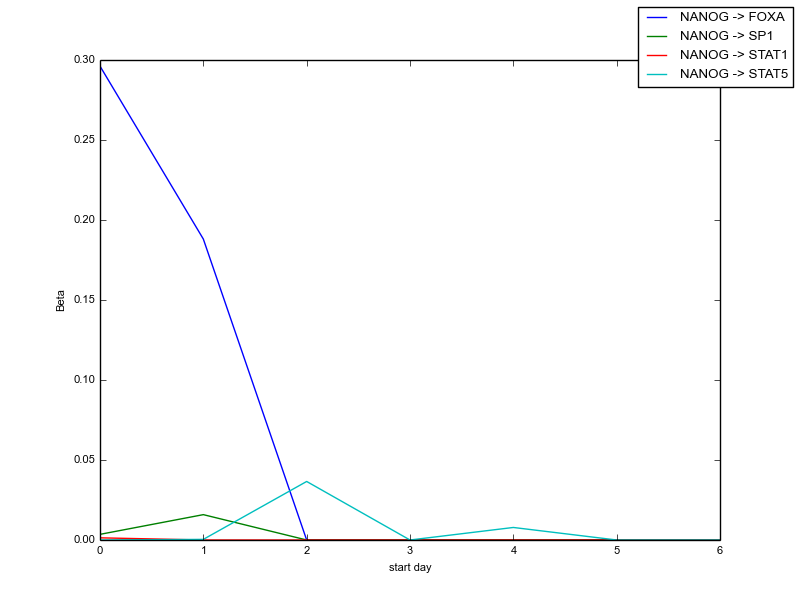 NANOG -> FOXA
NANOG -> SP1
NANOG -> STAT1
NANOG -> STAT5
0.30
0.25
0.20
0.15
0.10
0.05
0.00
Beta
0 1 2 3 4 5 6
start day